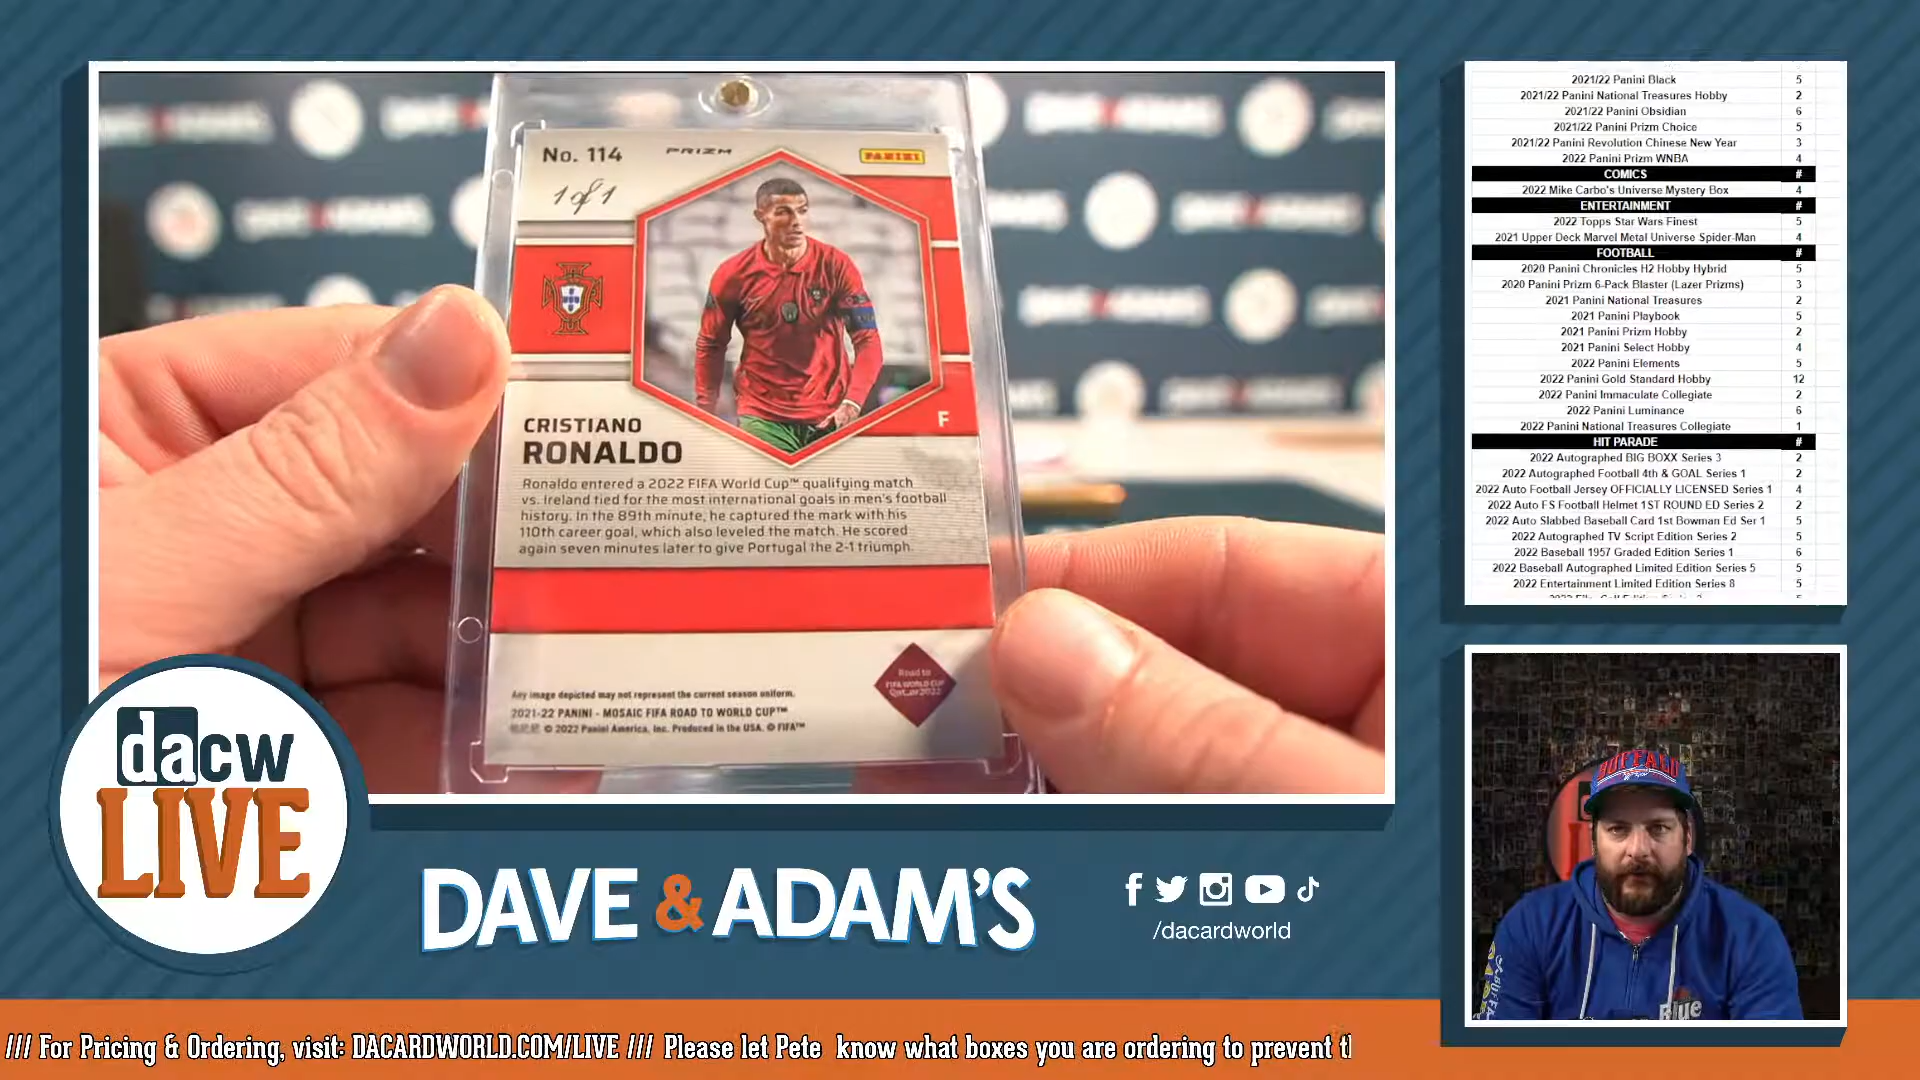 No. 114
PRIZM
PANINI
1 of 1
F
CRISTIANO
RONALDO
Ronaldo entered a 2022 FIFA World Cup™ qualifying match
vs. Ireland tied for the most international goals in men's football
history. In the 89th minute, he captured the mark with his
110th career goal, which also leveled the match. He scored
again seven minutes later to give Portugal the 2-1 triumph.
Road to
FIFA WORLD CUP
Qatar2022
Any image depicted may not represent the current season uniform.
2021-22 PANINI - MOSAIC FIFA ROAD TO WORLD CUP™
© 2022 Panini America, Inc. Produced in the USA. © FIFA™
dacw
LIVE
DAVE & ADAM'S
/dacardworld
/// For Pricing & Ordering, visit: DACARDWORLD.COM/LIVE /// Please let Pete know what boxes you are ordering to prevent
2021/22 Panini Black 5
2021/22 Panini National Treasures Hobby 2
2021/22 Panini Obsidian 6
2021/22 Panini Prizm Choice 5
2021/22 Panini Revolution Chinese New Year 3
2022 Panini Prizm WNBA 4
COMICS #
2022 Mike Carbo's Universe Mystery Box 4
ENTERTAINMENT #
2022 Topps Star Wars Finest 5
2021 Upper Deck Marvel Metal Universe Spider-Man 4
FOOTBALL #
2020 Panini Chronicles H2 Hobby Hybrid 5
2020 Panini Prizm 6-Pack Blaster (Lazer Prizms) 3
2021 Panini National Treasures 2
2021 Panini Playbook 5
2021 Panini Prizm Hobby 2
2021 Panini Select Hobby 4
2022 Panini Elements 5
2022 Panini Gold Standard Hobby 12
2022 Panini Immaculate Collegiate 2
2022 Panini Luminance 6
2022 Panini National Treasures Collegiate 1
HIT PARADE #
2022 Autographed BIG BOXX Series 3 2
2022 Autographed Football 4th & GOAL Series 1 2
2022 Auto Football Jersey OFFICIALLY LICENSED Series 1 4
2022 Auto FS Football Helmet 1ST ROUND ED Series 2 2
2022 Auto Slabbed Baseball Card 1st Bowman Ed Ser 1 5
2022 Autographed TV Script Edition Series 2 5
2022 Baseball 1957 Graded Edition Series 1 6
2022 Baseball Autographed Limited Edition Series 5 5
2022 Entertainment Limited Edition Series 8 5
BUFFALO
Blue